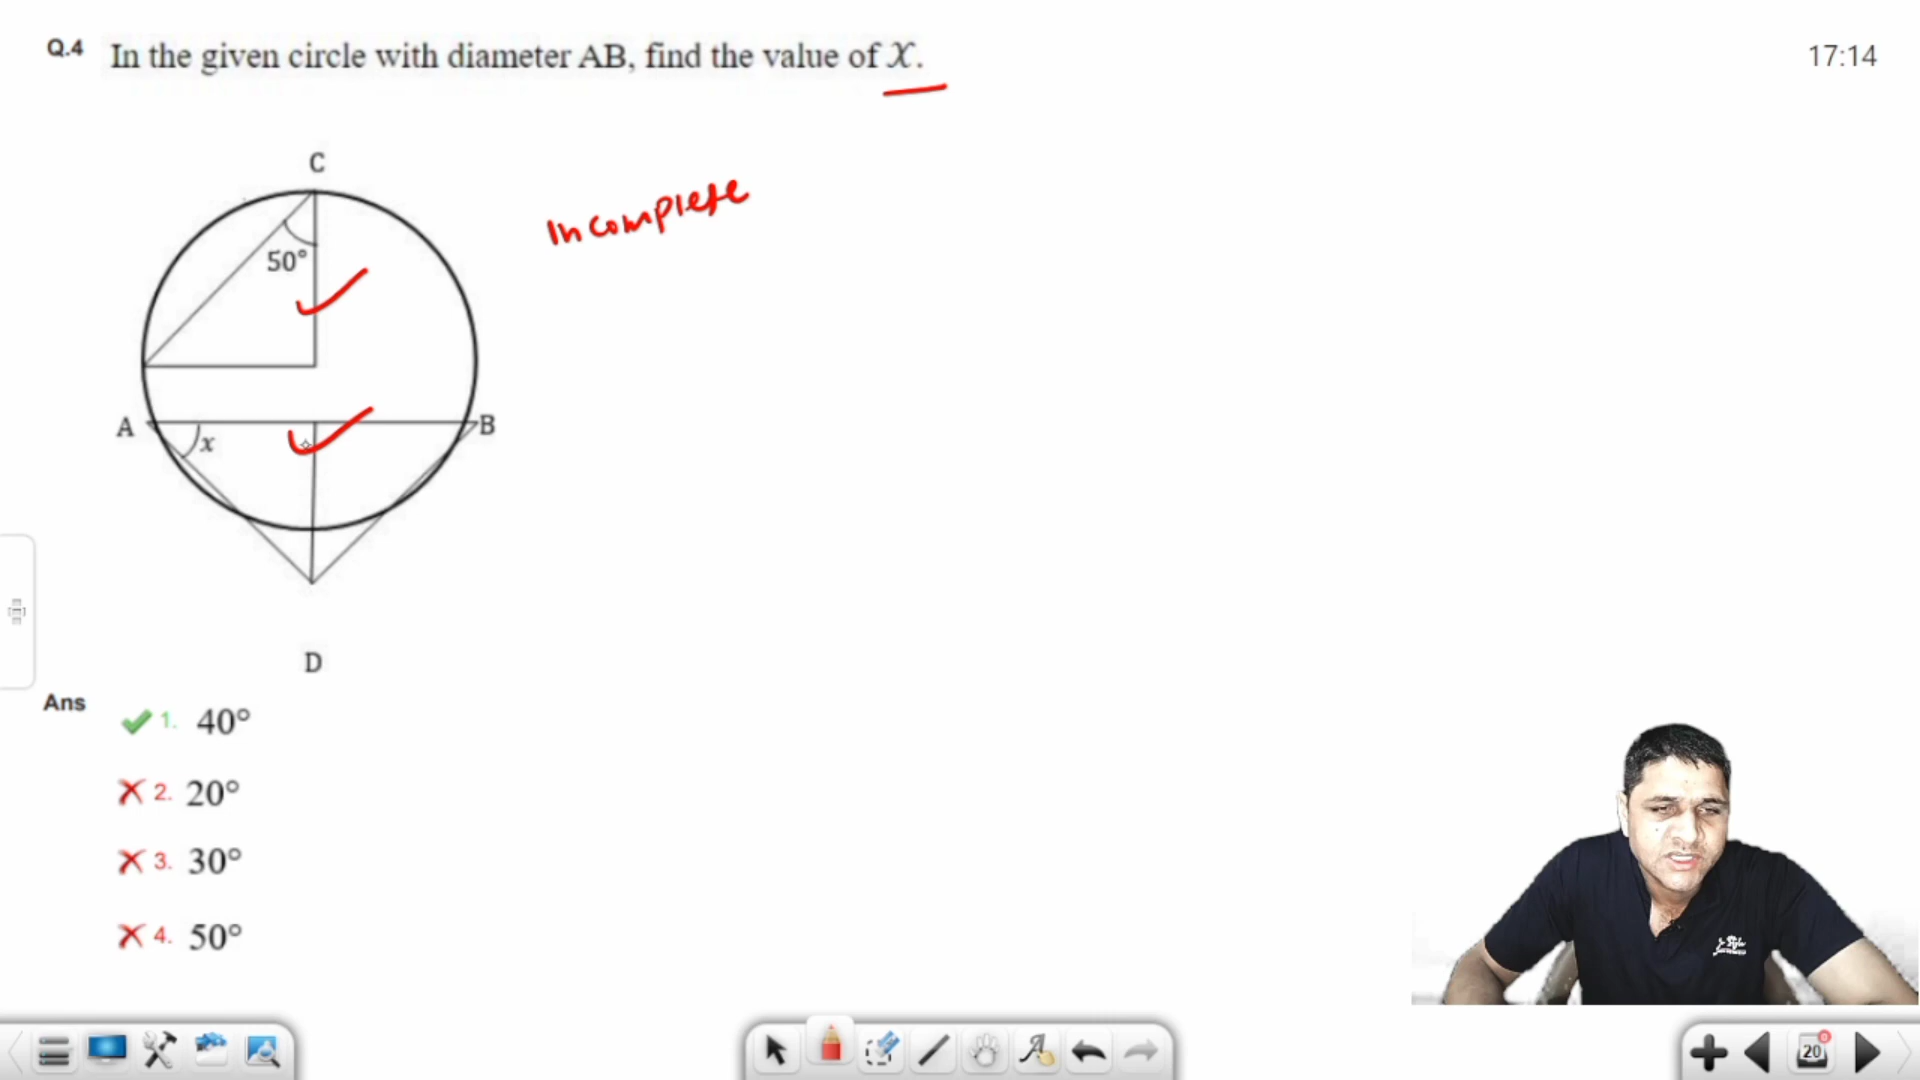 Q.4 In the given circle with diameter AB, find the value of x.
17:14
C
Incomplete
50°
A
x
B
D
Ans
1. 40°
2. 20°
3. 30°
4. 50°
20